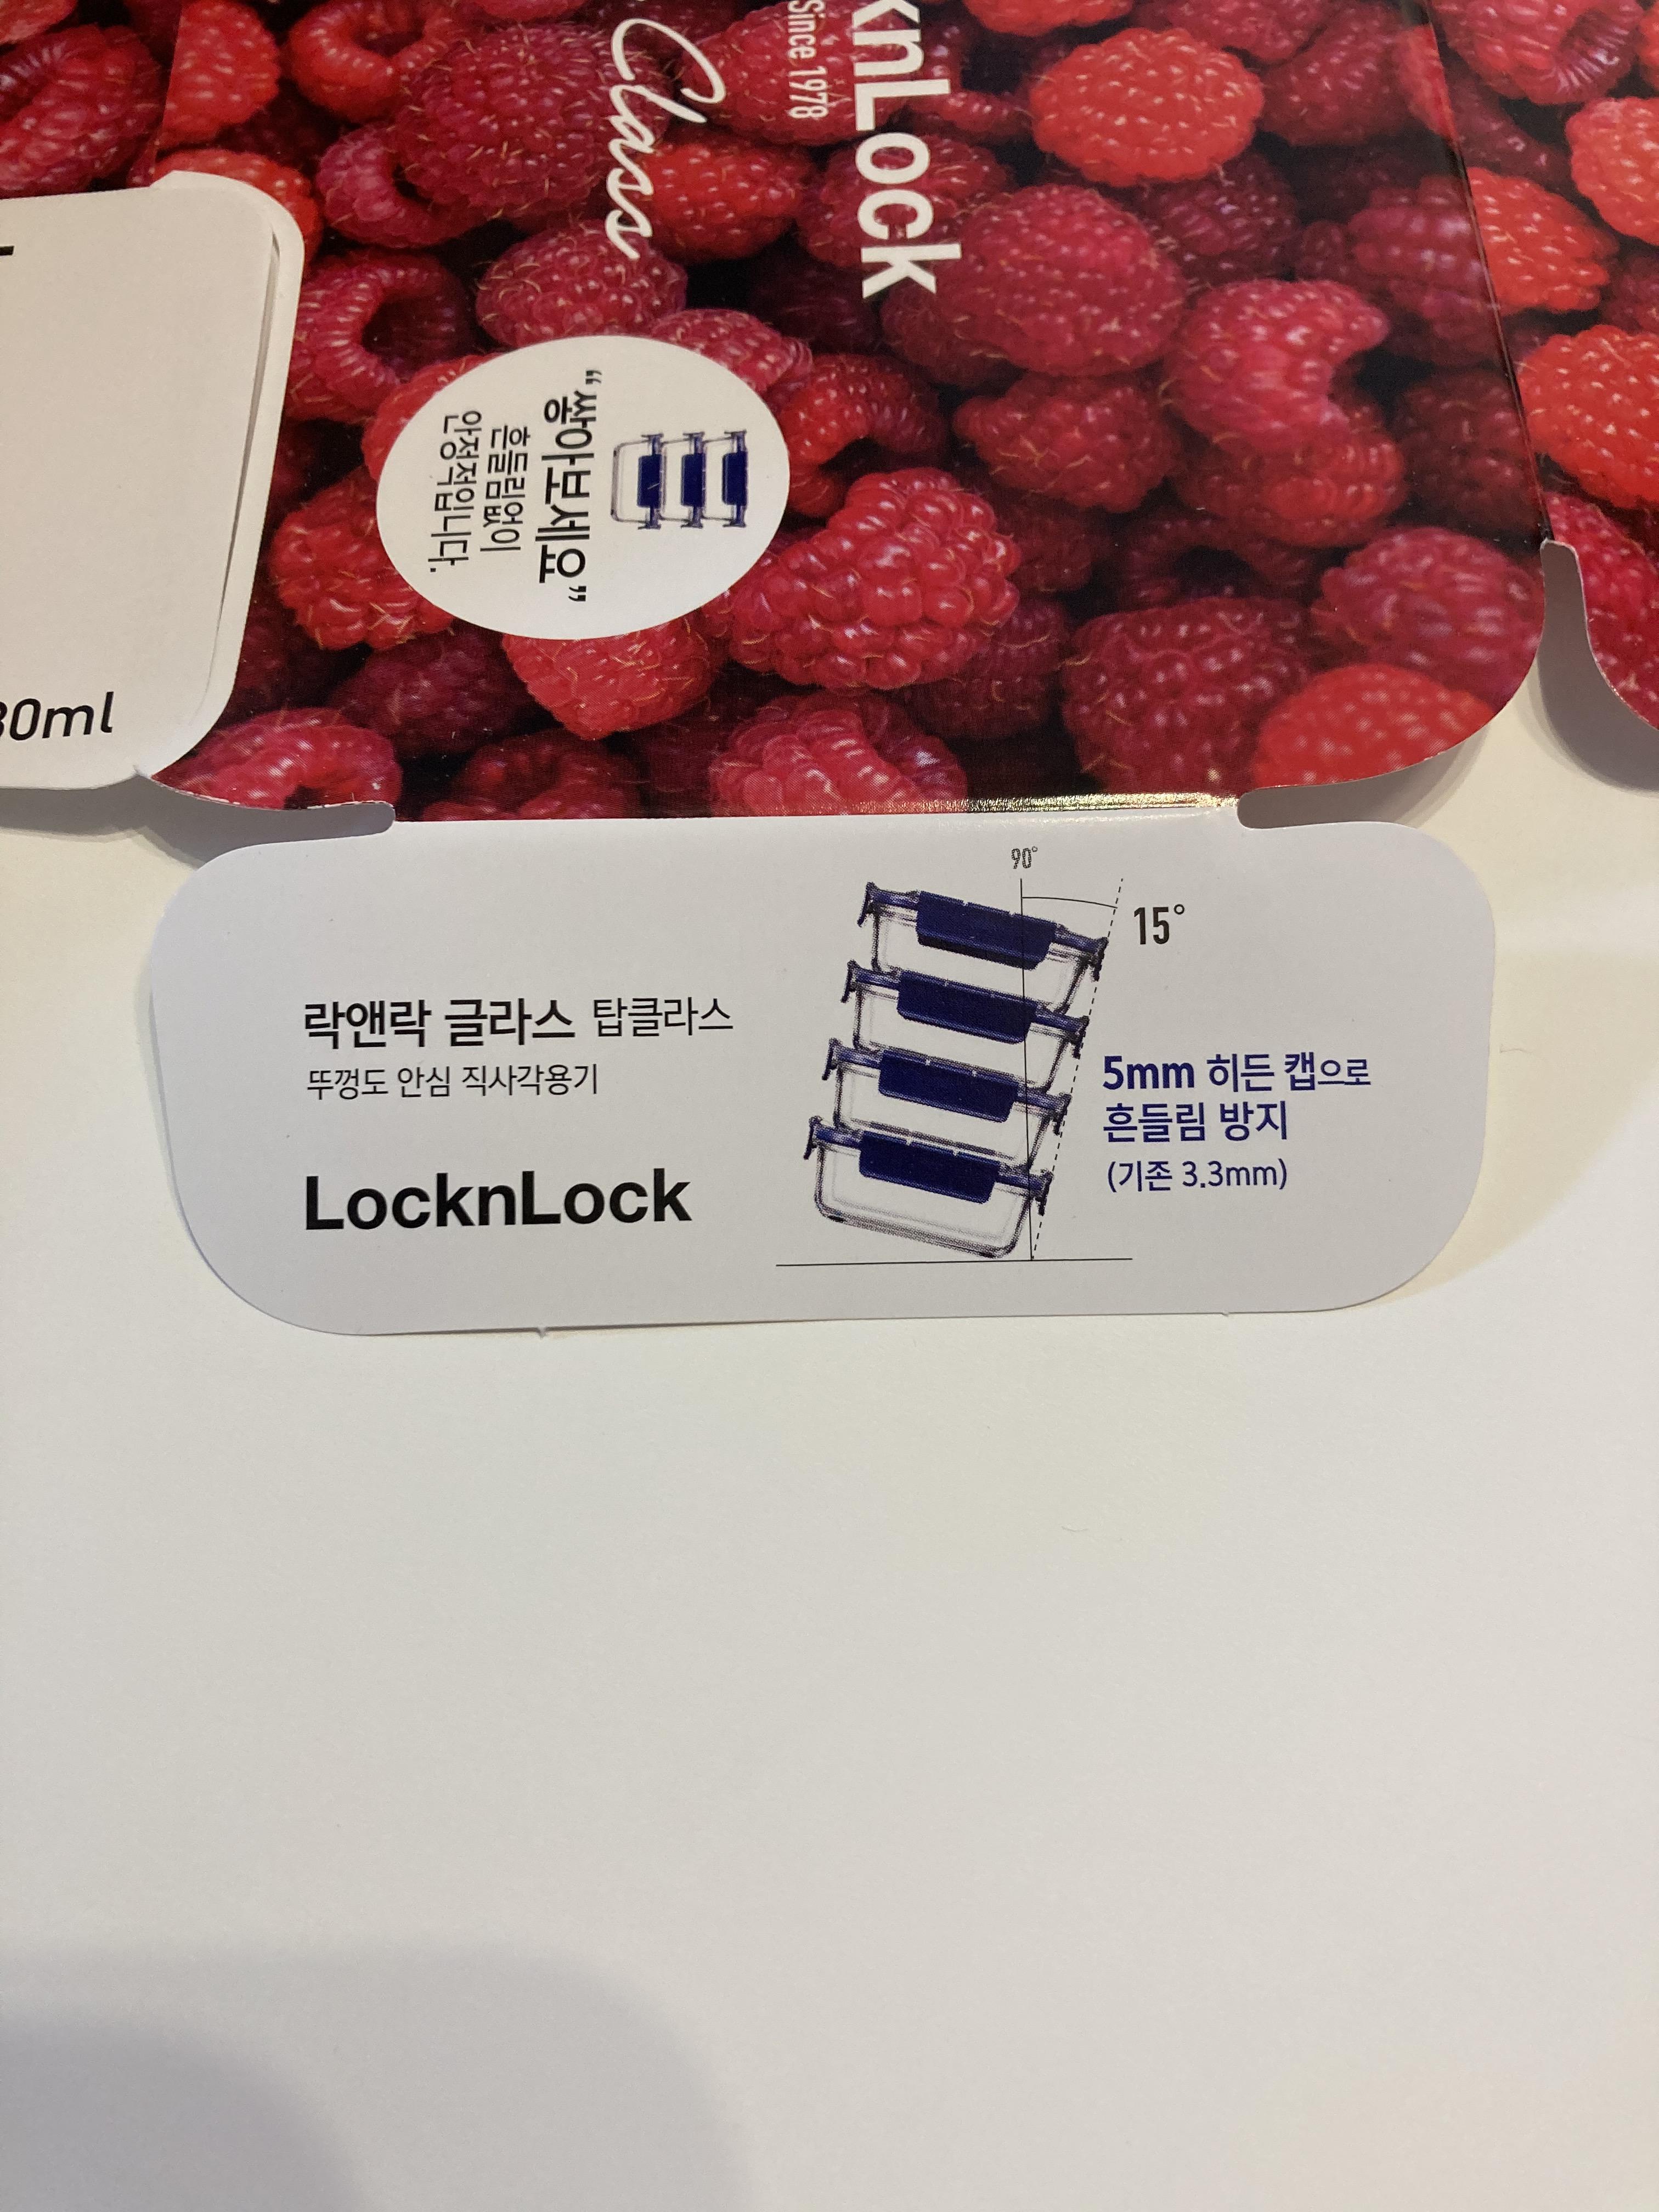 knLock
Since 1978
Class
“쌓아보세요”
흔들림없이
안정적입니다.
30ml
90°
15°
락앤락 글라스 탑클라스
뚜껑도 안심 직사각용기
LocknLock
5mm 히든 캡으로
흔들림 방지
(기존 3.3mm)